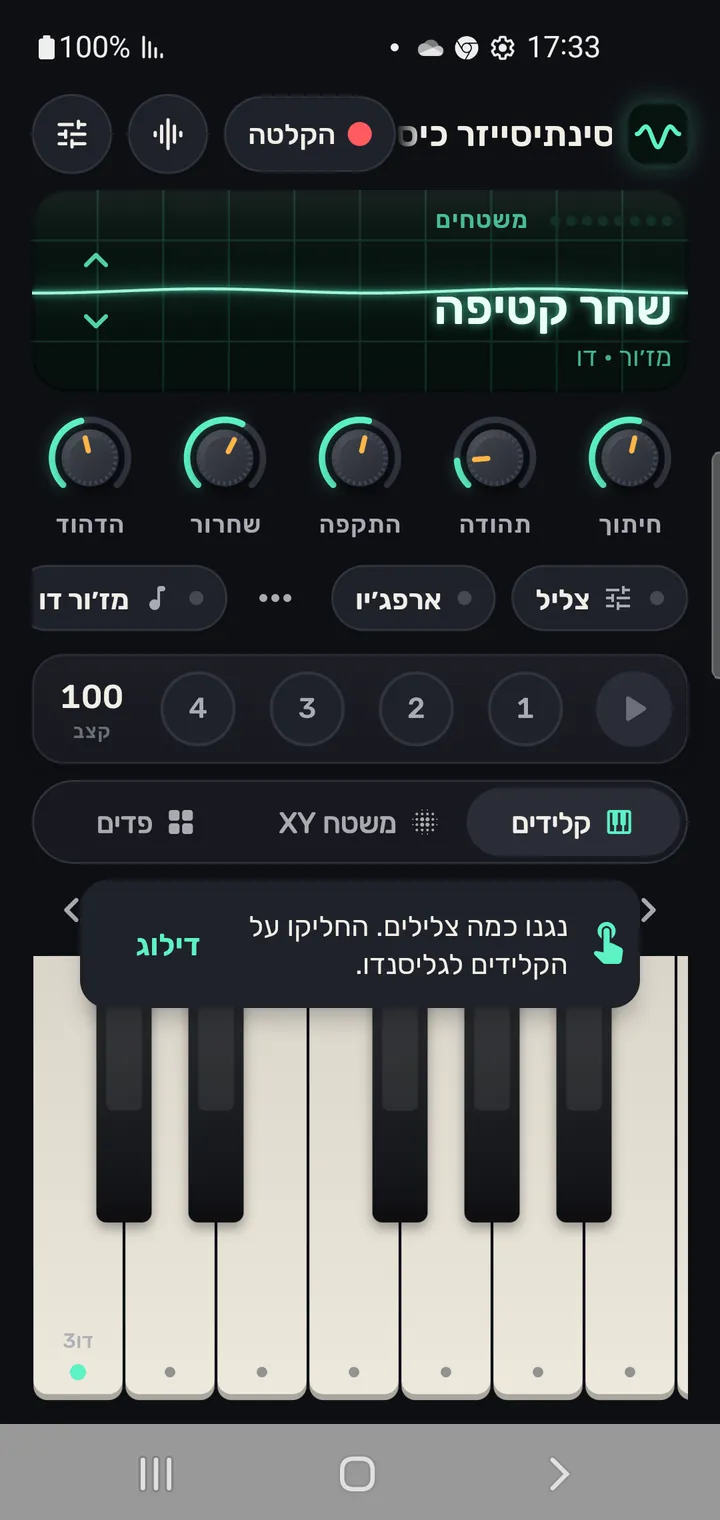 100%
17:33
סינתיסייזר כיס
הקלטה
משטחים
שחר קטיפה
מז׳ור • דו
חיתוך
תהודה
התקפה
שחרור
הדהוד
צליל
ארפג׳יו
•••
מז׳ור דו
1
2
3
4
100
קצב
קלידים
משטח XY
פדים
נגנו כמה צלילים. החליקו על
הקלידים לגליסנדו.
דילוג
דו3